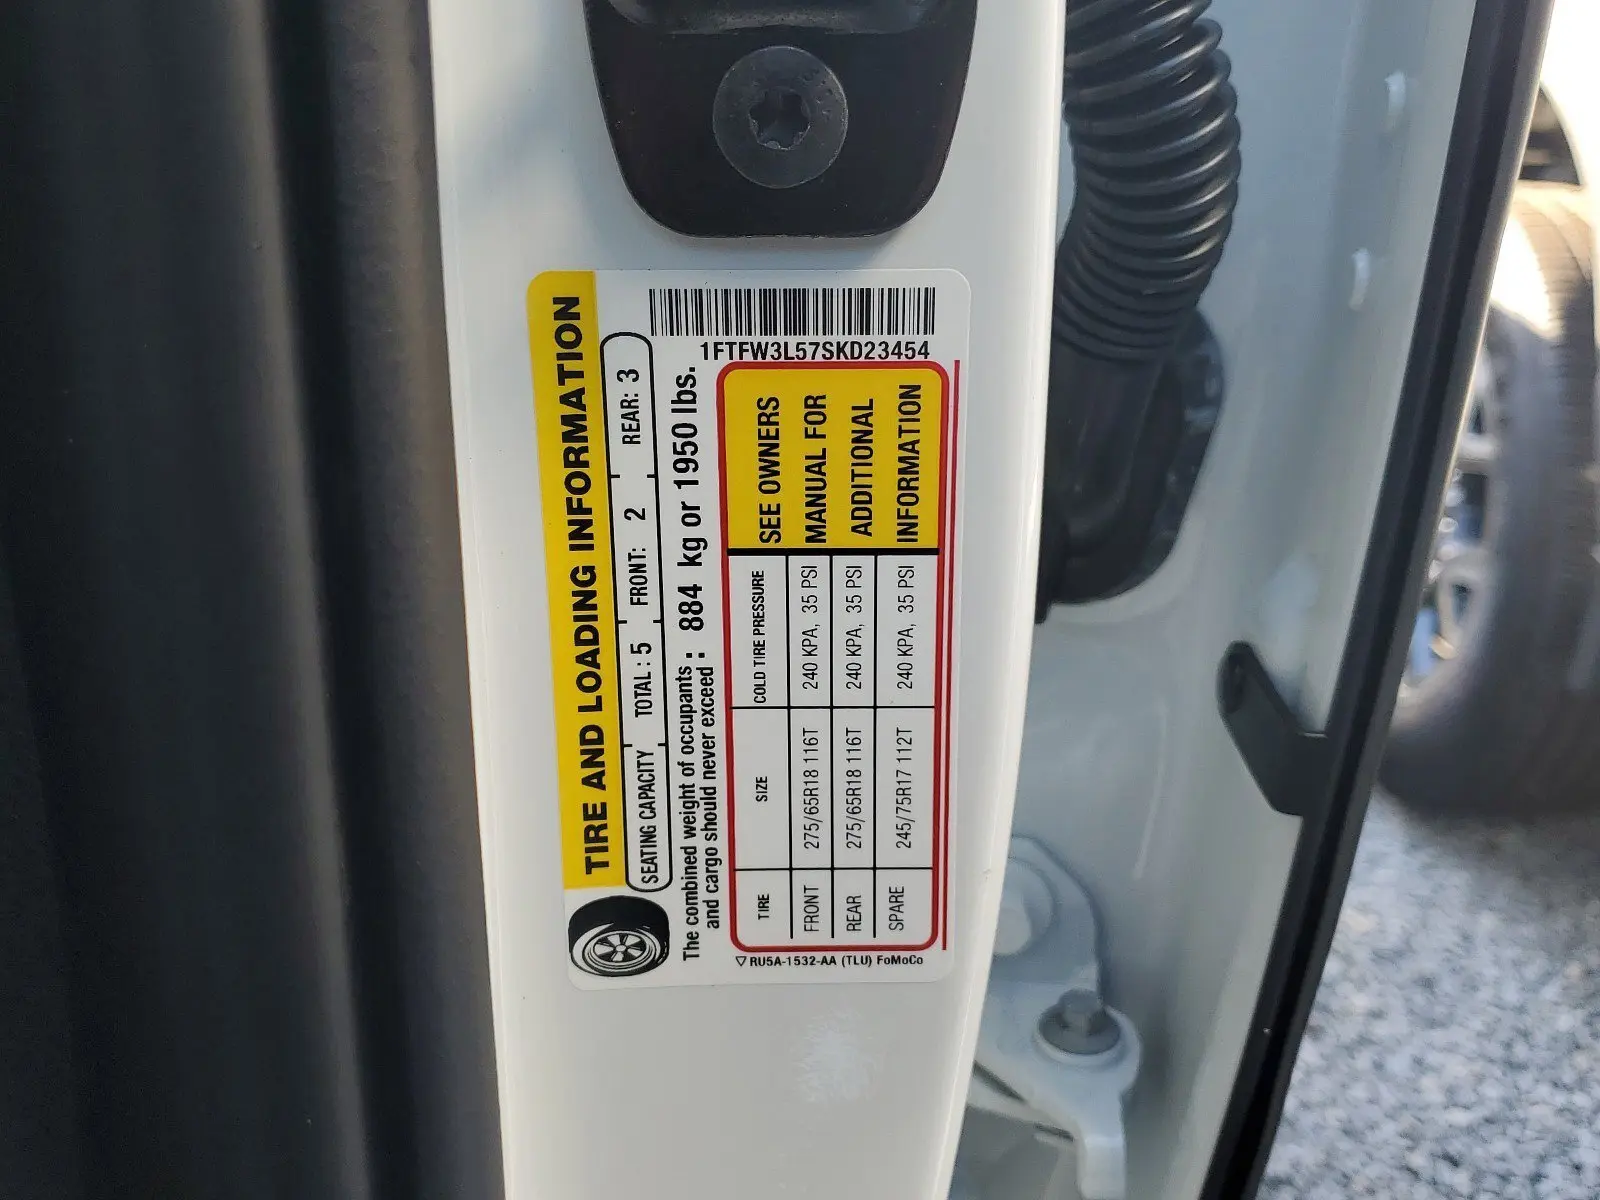 1FTFW3L57SKD23454
TIRE AND LOADING INFORMATION
SEATING CAPACITY TOTAL : 5 FRONT: 2 REAR: 3
The combined weight of occupants :
and cargo should never exceed : 884 kg or 1950 lbs.
TIRE SIZE COLD TIRE PRESSURE
FRONT 275/65R18 116T 240 KPA, 35 PSI
REAR 275/65R18 116T 240 KPA, 35 PSI
SPARE 245/75R17 112T 240 KPA, 35 PSI
SEE OWNERS
MANUAL FOR
ADDITIONAL
INFORMATION
RU5A-1532-AA (TLU) FoMoCo